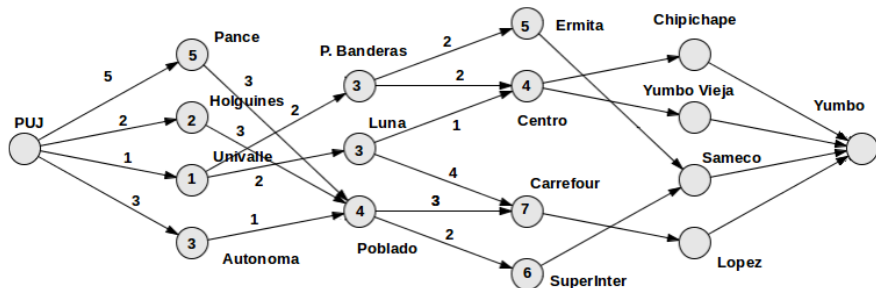 Ermita
Chipichape
Pance
5
2
5
P. Banderas
5
3
2
Yumbo Vieja
Yumbo
3
4
Holguines
2
PUJ
2
2
Luna
1
Centro
3
3
1
Univalle
Sameco
1
2
4
Carrefour
3
1
4
3
7
3
2
Autonoma
Poblado
Lopez
6
SuperInter